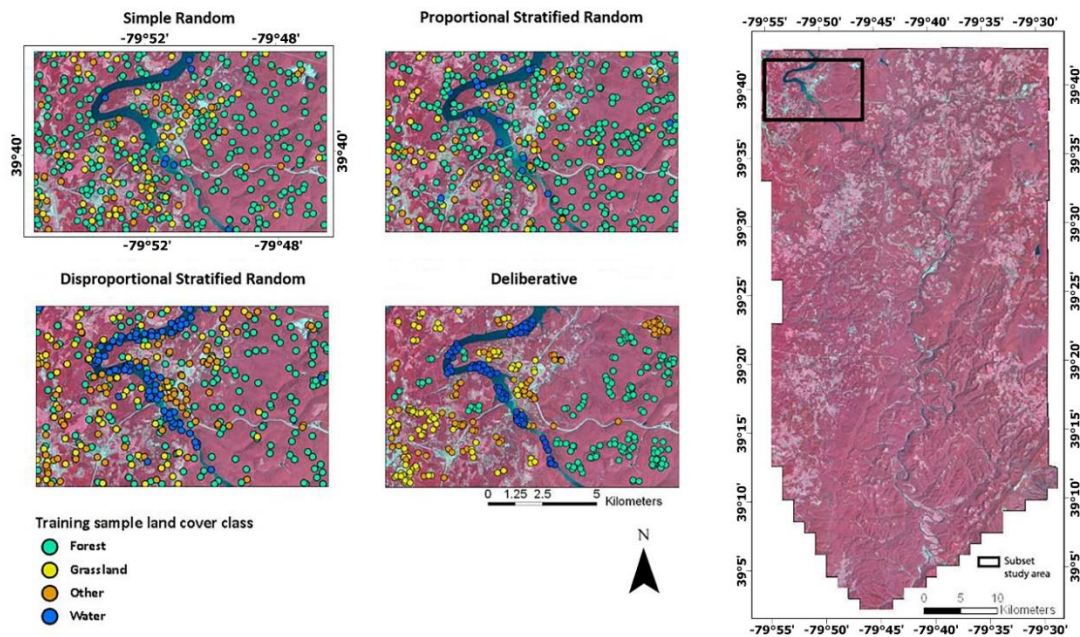 Simple Random
-79°52' -79°48'
39°40' 39°40'
-79°52' -79°48'
Proportional Stratified Random
Disproportional Stratified Random
Deliberative
0 1.25 2.5 5
Kilometers
N
Training sample land cover class
Forest
Grassland
Other
Water
-79°55' -79°50' -79°45' -79°40' -79°35' -79°30'
39°40' 39°40'
39°35' 39°35'
39°30' 39°30'
39°25' 39°25'
39°20' 39°20'
39°15' 39°15'
39°10' 39°10'
39°5' 39°5'
Subset
study area
0 5 10
Kilometers
-79°55' -79°50' -79°45' -79°40' -79°35' -79°30'